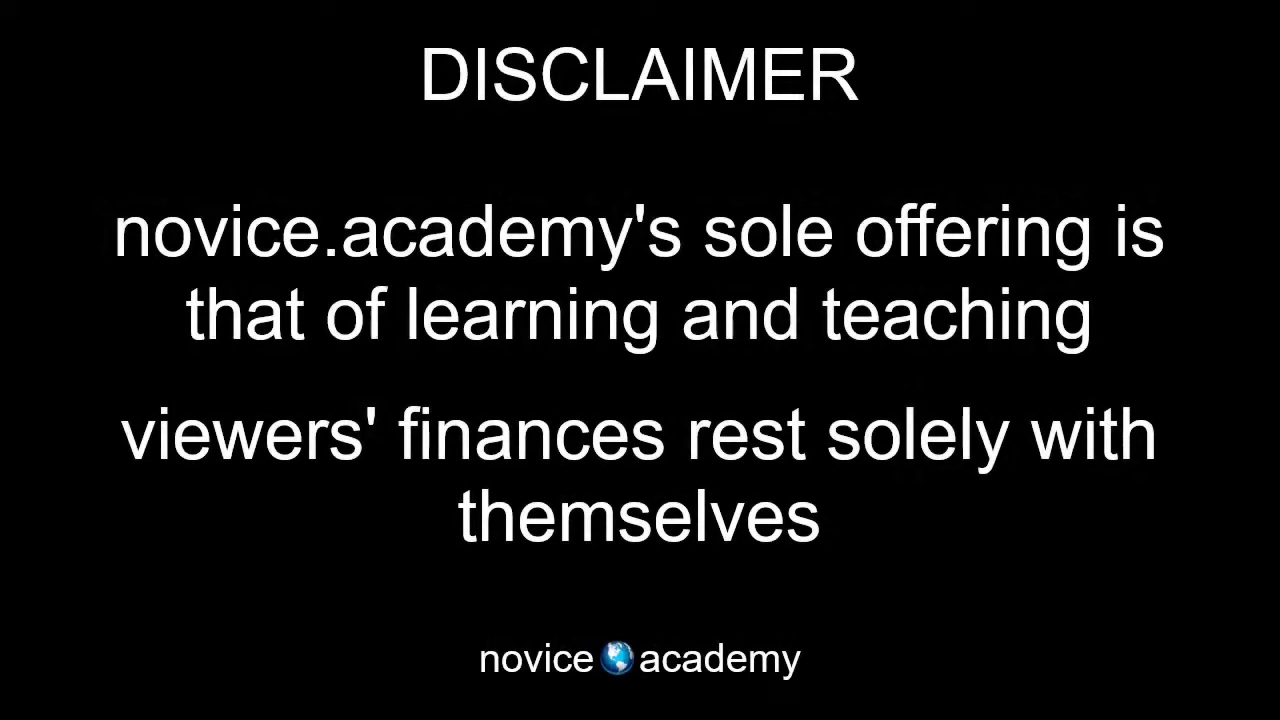 DISCLAIMER
novice.academy's sole offering is
that of learning and teaching
viewers' finances rest solely with
themselves
novice academy